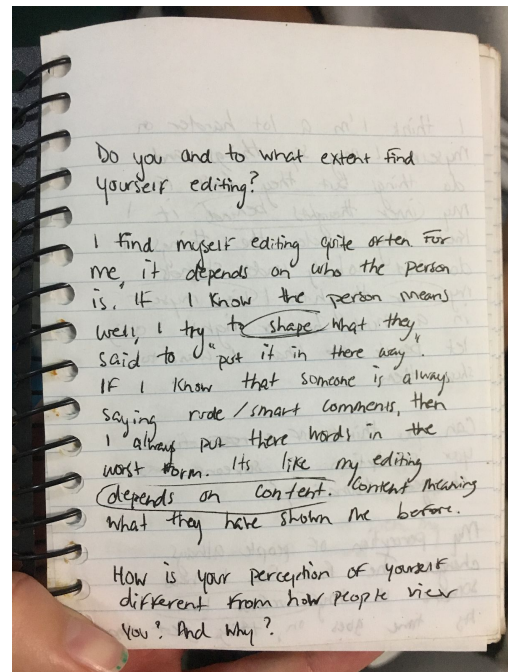 Do you and to what extent find
yourself editing?
I find myself editing quite often For
me it depends on who the person
is. IF I know the person means
well, I try to shape what they
said to "put it in there way".
IF I know that someone is always
saying rude/smart comments, then
I always put there words in the
worst form. Its like my editing
depends on content. Content meaning
what they have shown me before.
How is your perception of yourself
different from how people view
you? And why?